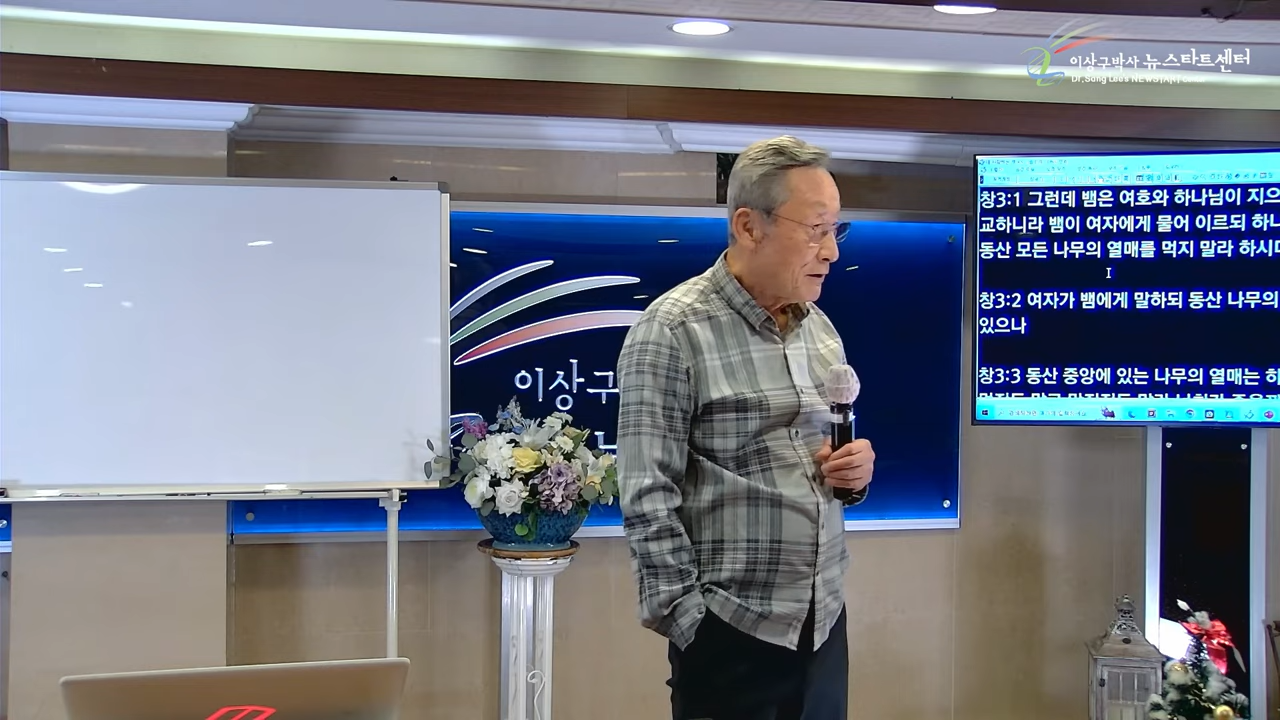 이상구박사 뉴스타트센터
창3:1 그런데 뱀은 여호와 하나님이 지으
교하니라 뱀이 여자에게 물어 이르되 하나
동산 모든 나무의 열매를 먹지 말라 하시더
창3:2 여자가 뱀에게 말하되 동산 나무의
있으나
창3:3 동산 중앙에 있는 나무의 열매는 하
이상구